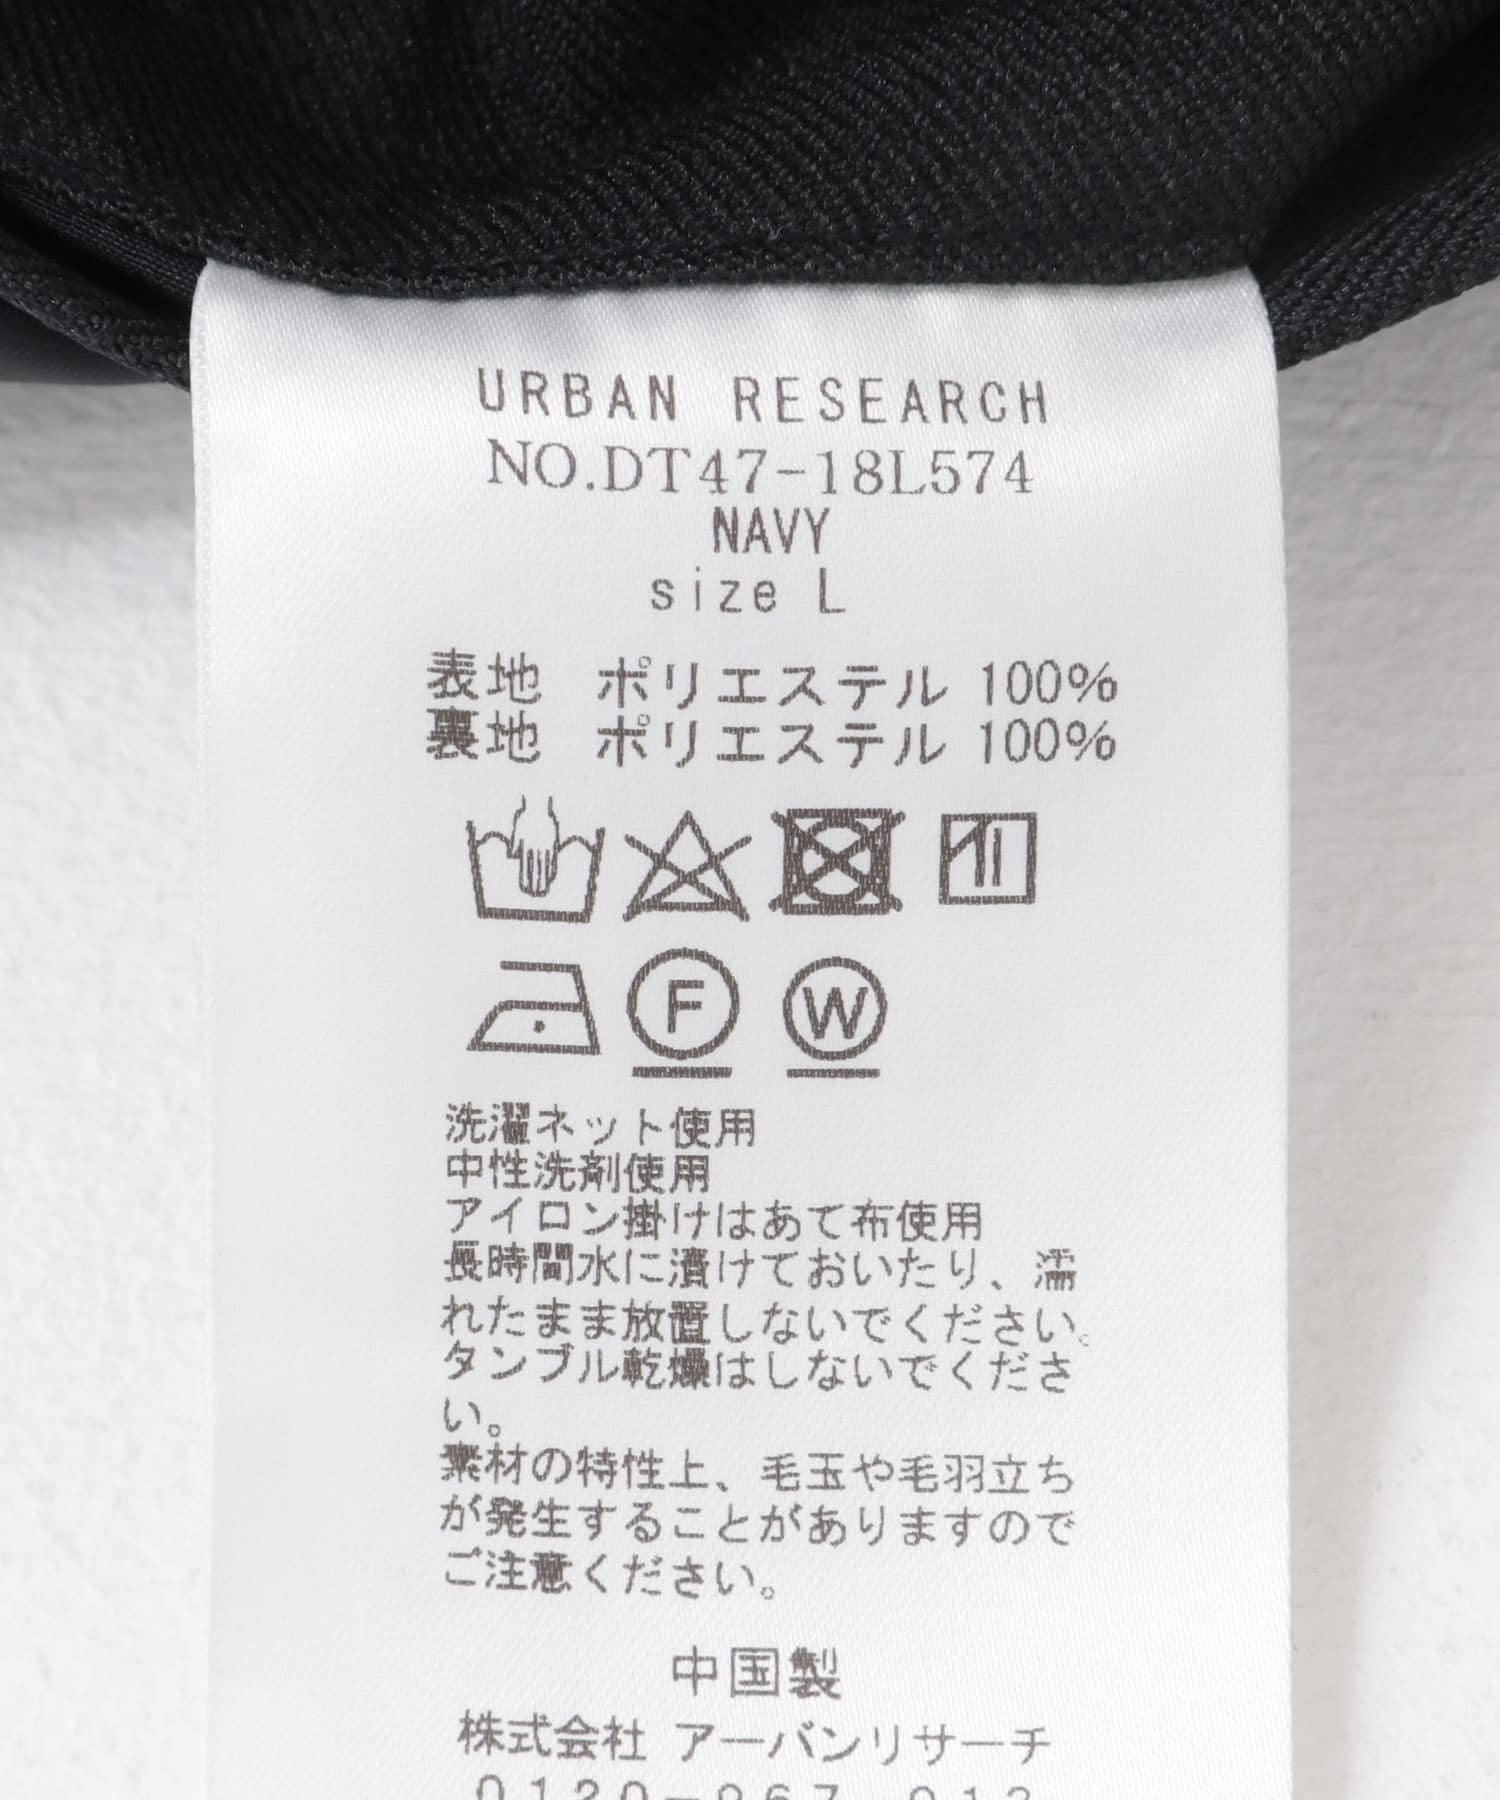 URBAN RESEARCH
NO.DT47-18L574
NAVY
size L
表地 ポリエステル 100%
裏地 ポリエステル 100%
F W
洗濯ネット使用
中性洗剤使用
アイロン掛けはあて布使用
長時間水に漬けておいたり、濡
れたまま放置しないでください。
タンブル乾燥はしないでくださ
い。
素材の特性上、毛玉や毛羽立ち
が発生することがありますので
ご注意ください。
中国製
株式会社 アーバンリサーチ